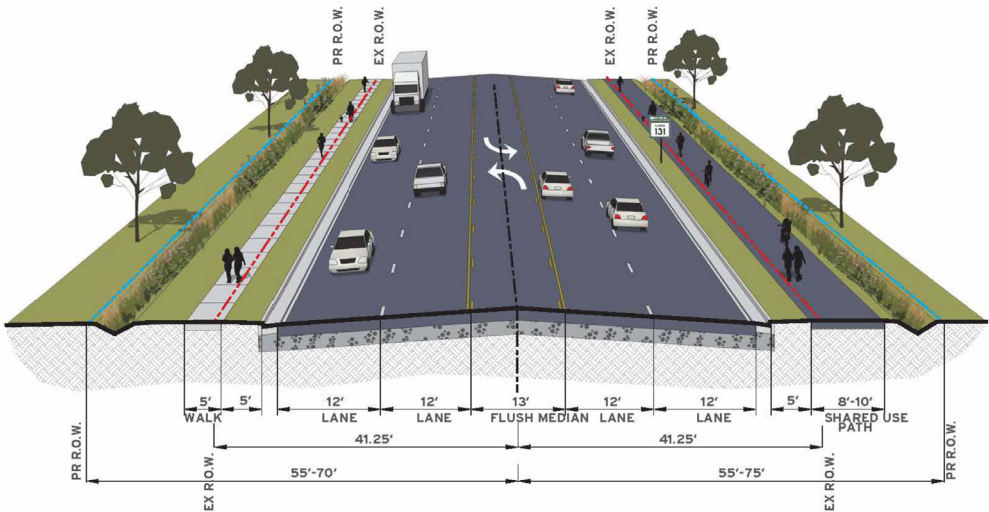 PR R.O.W.
EX R.O.W.
EX R.O.W.
PR R.O.W.
131
5'
5'
12'
12'
13'
12'
12'
5'
8'-10'
WALK
LANE
LANE
FLUSH MEDIAN
LANE
LANE
SHARED USE
PATH
41.25'
41.25'
PR R.O.W.
PR R.O.W.
55'-70'
55'-75'
EX R.O.W.
EX R.O.W.